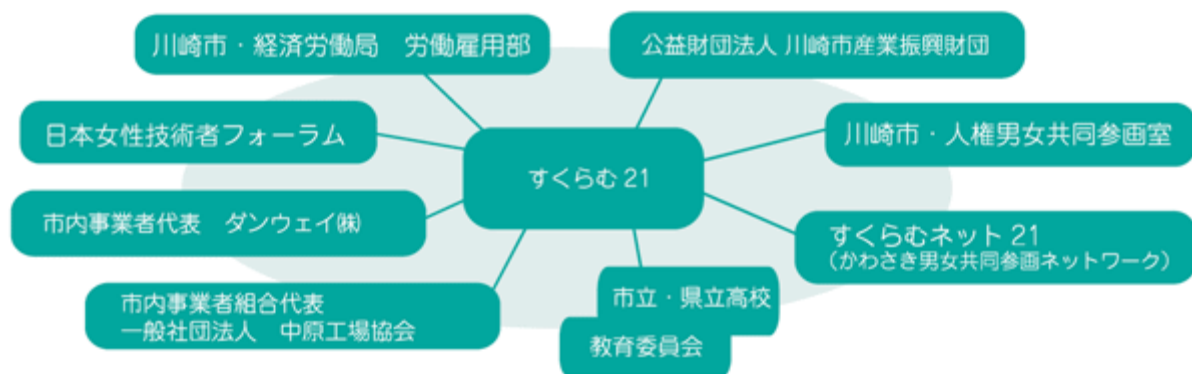 川崎市・経済労働局　労働雇用部
公益財団法人 川崎市産業振興財団
日本女性技術者フォーラム
川崎市・人権男女共同参画室
すくらむ 21
市内事業者代表　ダンウェイ㈱
すくらむネット 21
（かわさき男女共同参画ネットワーク）
市内事業者組合代表
一般社団法人　中原工場協会
市立・県立高校
教育委員会